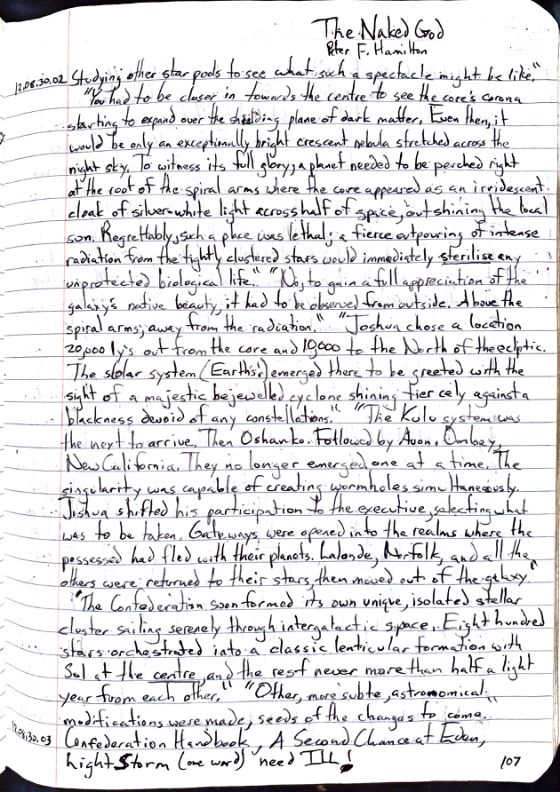 The Naked God
Peter F. Hamilton
12.08.30.02 Studying other star pods to see what such a spectacle might be like."
"You had to be closer in towards the centre to see the core's corona
starting to expand over the shielding plane of dark matter. Even then, it
would be only an exceptionally bright crescent nebula stretched across the
night sky. To witness its full glory, a planet needed to be perched right
at the root of the spiral arms where the core appeared as an irridescent
cloak of silver-white light across half of space, outshining the local
sun. Regrettably, such a place was lethal; a fierce outpouring of intense
radiation from the tightly clustered stars would immediately sterilise any
unprotected biological life." "No, to gain a full appreciation of the
galaxy's native beauty, it had to be observed from outside. Above the
spiral arms, away from the radiation." "Joshua chose a location
20,000 ly's out from the core and 10,000 to the North of the ecliptic.
The solar system (Earth's;) emerged there to be greeted with the
sight of a majestic bejewelled cyclone shining fiercely against a
blackness devoid of any constellations." "The Kulu system was
the next to arrive. Then Oshanko. Followed by Avon. Ombey,
New California. They no longer emerged one at a time. The
singularity was capable of creating wormholes simultaneously.
Joshua shifted his participation to the executive, selecting what
was to be taken. Gateways were opened into the realms where the
possessed had fled with their planets. Lalonde, Norfolk, and all the
others were returned to their stars, then moved out of the galaxy."
"The Confederation soon formed its own unique, isolated stellar
cluster sailing serenely through intergalactic space. Eight hundred
stars orchestrated into a classic lenticular formation with
Sol at the centre, and the rest never more than half a light
year from each other." "Other, more subte, astronomical
modifications were made, seeds of the changes to come."
12.08.30.03 Confederation Handbook, A Second Chance at Eden,
Light Storm (one word) need ILL!
107